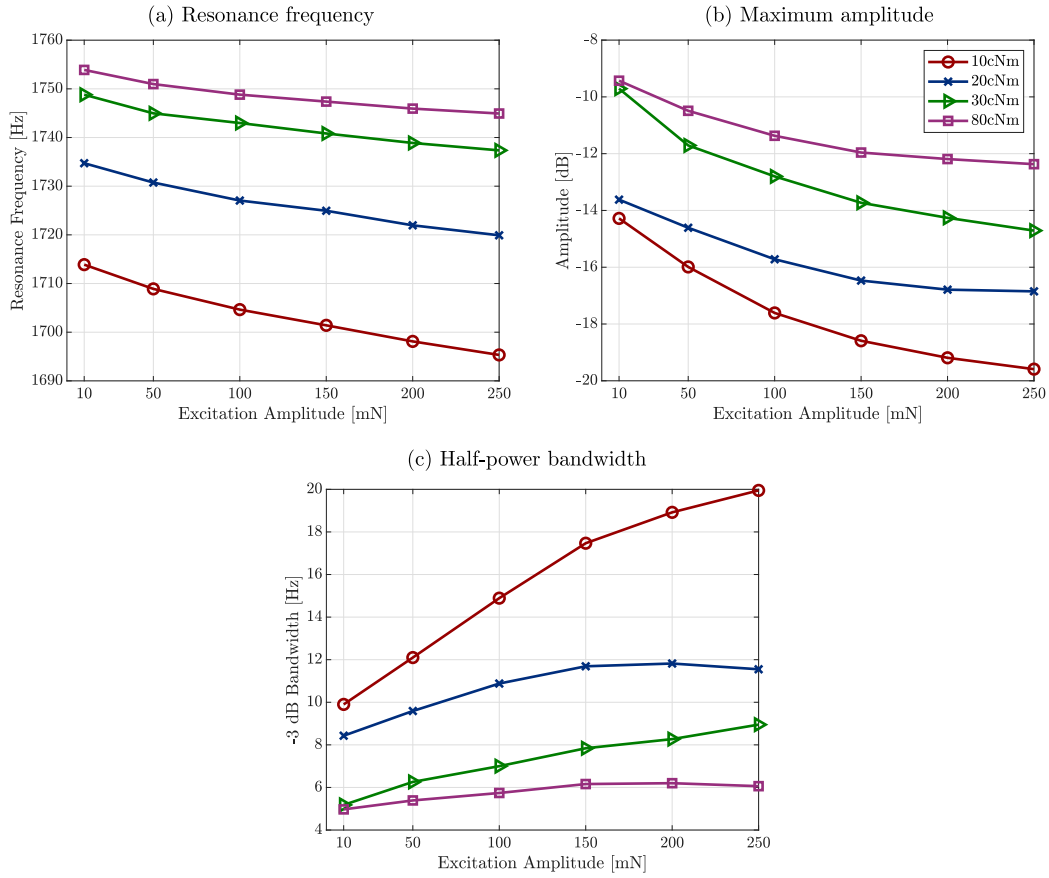 (a) Resonance frequency
1760
1750
1740
1730
1720
1710
1700
1690
Resonance Frequency [Hz]
10 50 100 150 200 250
Excitation Amplitude [mN]
(b) Maximum amplitude
-8
-10
-12
-14
-16
-18
-20
Amplitude [dB]
10cNm
20cNm
30cNm
80cNm
10 50 100 150 200 250
Excitation Amplitude [mN]
(c) Half-power bandwidth
20
18
16
14
12
10
8
6
4
-3 dB Bandwidth [Hz]
10 50 100 150 200 250
Excitation Amplitude [mN]